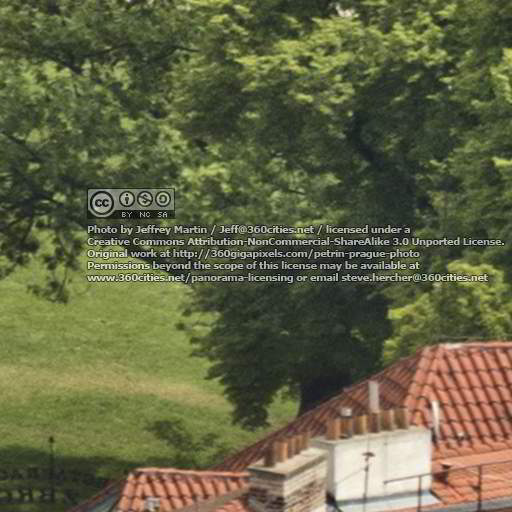 cc BY NC SA
Photo by Jeffrey Martin / Jeff@360cities.net / licensed under a
Creative Commons Attribution-NonCommercial-ShareAlike 3.0 Unported License.
Original work at http://360gigapixels.com/petrin-prague-photo
Permissions beyond the scope of this license may be available at
www.360cities.net/panorama-licensing or email steve.hercher@360cities.net